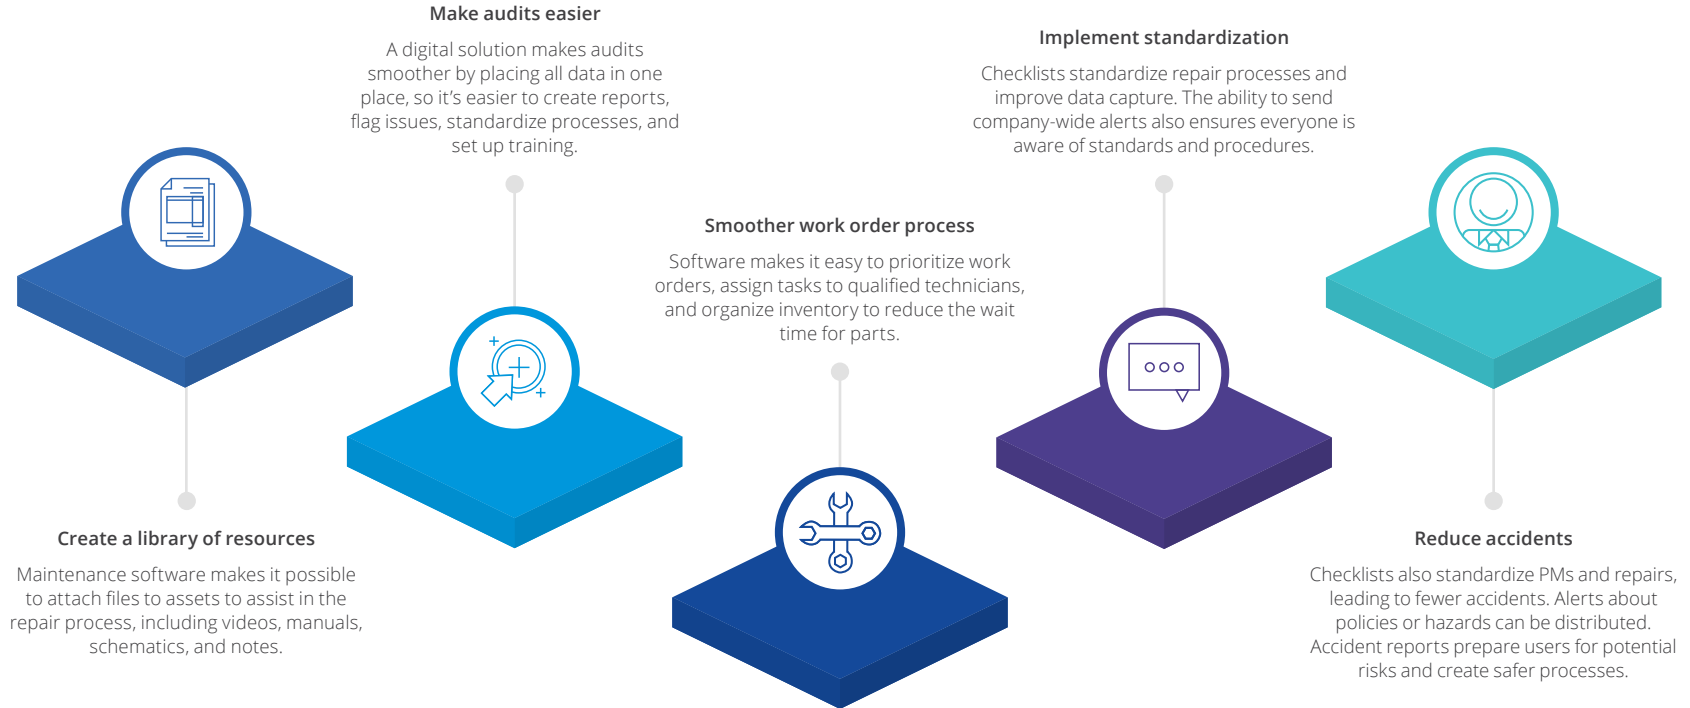 Make audits easier
A digital solution makes audits
smoother by placing all data in one
place, so it’s easier to create reports,
flag issues, standardize processes, and
set up training.
Implement standardization
Checklists standardize repair processes and
improve data capture. The ability to send
company-wide alerts also ensures everyone is
aware of standards and procedures.
Smoother work order process
Software makes it easy to prioritize work
orders, assign tasks to qualified technicians,
and organize inventory to reduce the wait
time for parts.
Create a library of resources
Maintenance software makes it possible
to attach files to assets to assist in the
repair process, including videos, manuals,
schematics, and notes.
Reduce accidents
Checklists also standardize PMs and repairs,
leading to fewer accidents. Alerts about
policies or hazards can be distributed.
Accident reports prepare users for potential
risks and create safer processes.